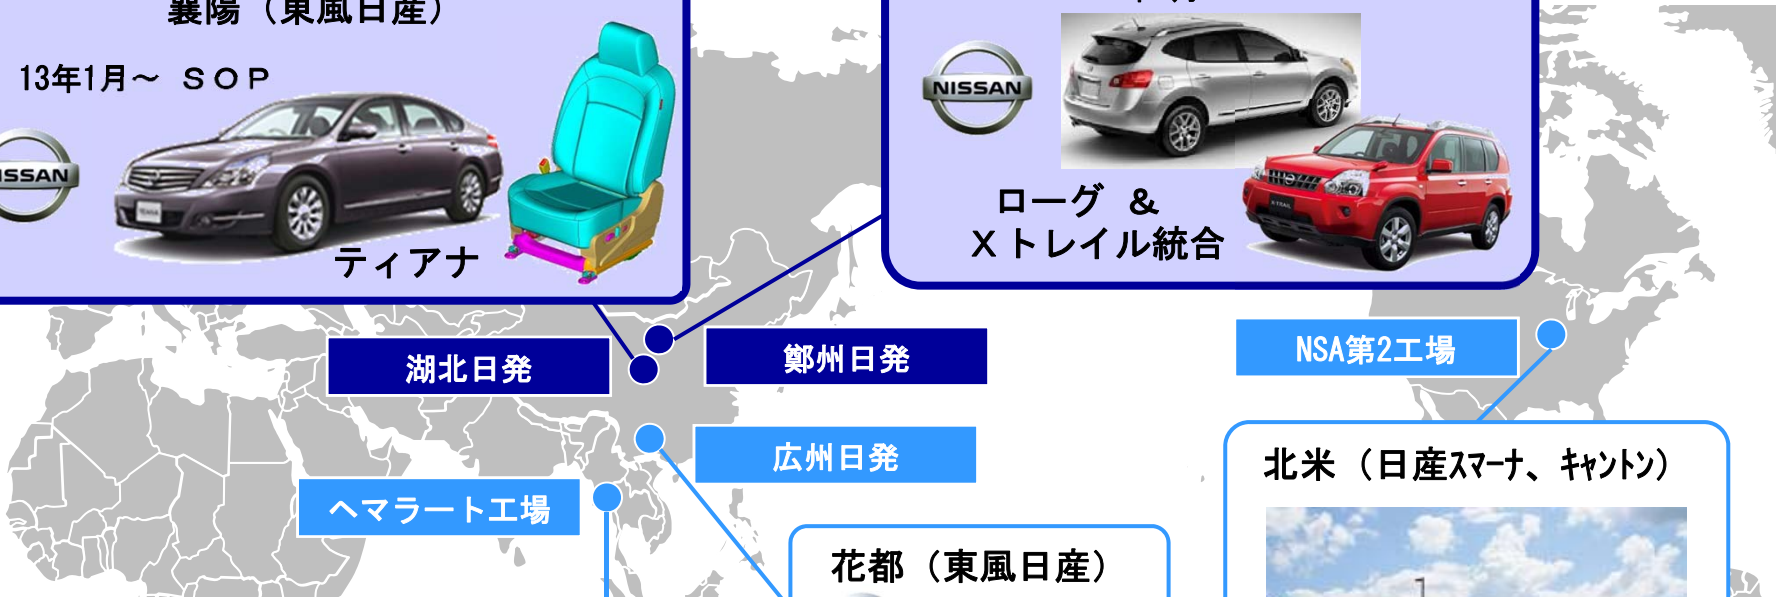 襄陽（東風日産）
13年1月～ ＳＯＰ
NISSAN
ISSAN
TEANA
ティアナ
X-TRAIL
ローグ ＆
Ｘトレイル統合
湖北日発
鄭州日発
NSA第2工場
広州日発
ヘマラート工場
北米（日産ｽﾏｰﾅ、ｷｬﾝﾄﾝ）
花都（東風日産）